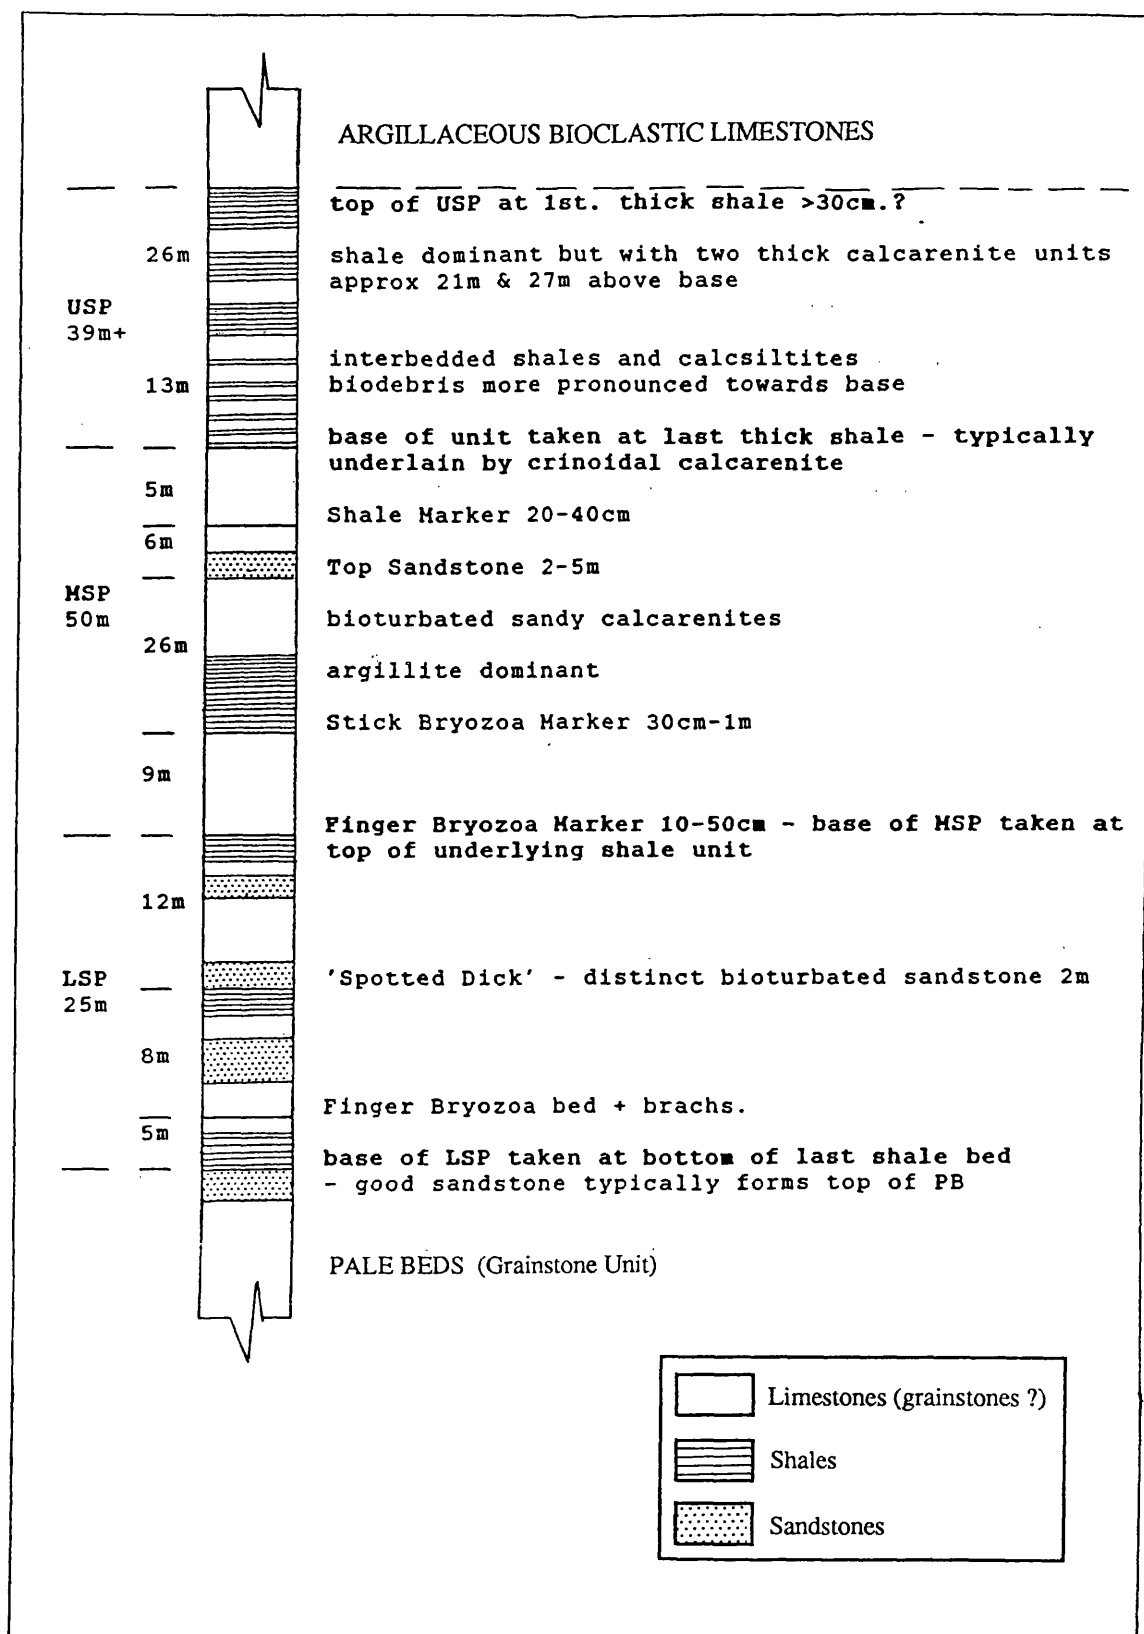 ARGILLACEOUS BIOCLASTIC LIMESTONES
top of USP at 1st. thick shale >30cm.?
26m
shale dominant but with two thick calcarenite units
approx 21m & 27m above base
USP
39m+
interbedded shales and calcsiltites
13m
biodebris more pronounced towards base
base of unit taken at last thick shale - typically
underlain by crinoidal calcarenite
5m
Shale Marker 20-40cm
6m
Top Sandstone 2-5m
MSP
50m
bioturbated sandy calcarenites
26m
argillite dominant
Stick Bryozoa Marker 30cm-1m
9m
Finger Bryozoa Marker 10-50cm - base of MSP taken at
top of underlying shale unit
12m
LSP
25m
'Spotted Dick' - distinct bioturbated sandstone 2m
8m
Finger Bryozoa bed + brachs.
5m
base of LSP taken at bottom of last shale bed
- good sandstone typically forms top of PB
PALE BEDS (Grainstone Unit)
Limestones (grainstones ?)
Shales
Sandstones